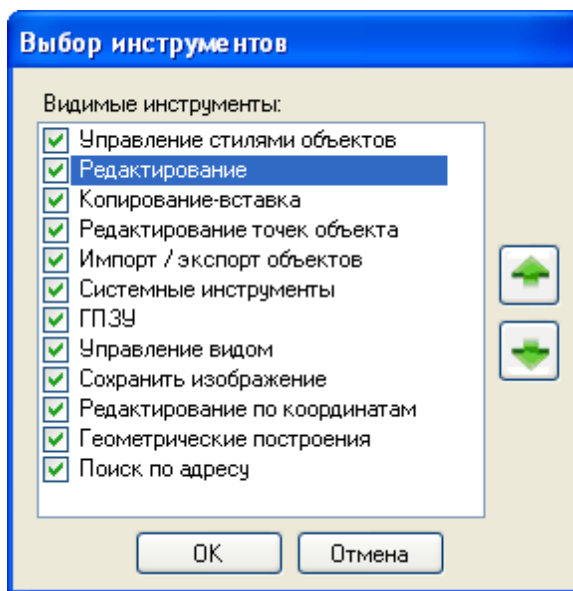 Выбор инструментов
Видимые инструменты:
Управление стилями объектов
Редактирование
Копирование-вставка
Редактирование точек объекта
Импорт / экспорт объектов
Системные инструменты
ГПЗУ
Управление видом
Сохранить изображение
Редактирование по координатам
Геометрические построения
Поиск по адресу
ОК
Отмена